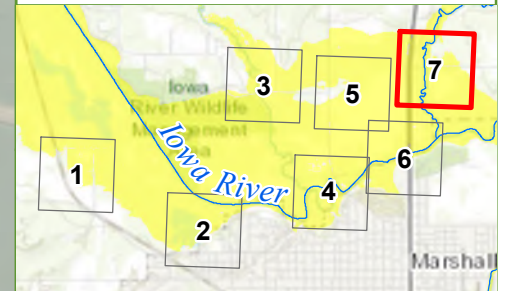 7
3
5
Iowa
River Wildlife
Management
Area
Iowa River
6
1
4
2
Marshall